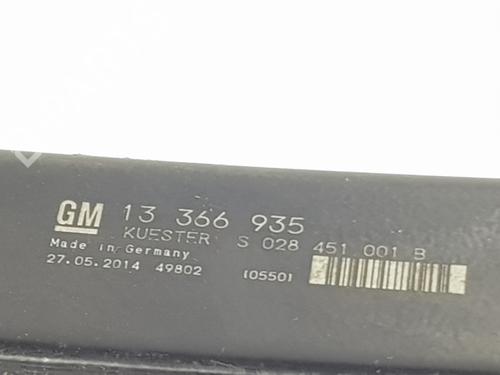 GM 13 366 935
KUESTER S 028 451 001 B
Made in Germany
27.05.2014 49802 (0550)